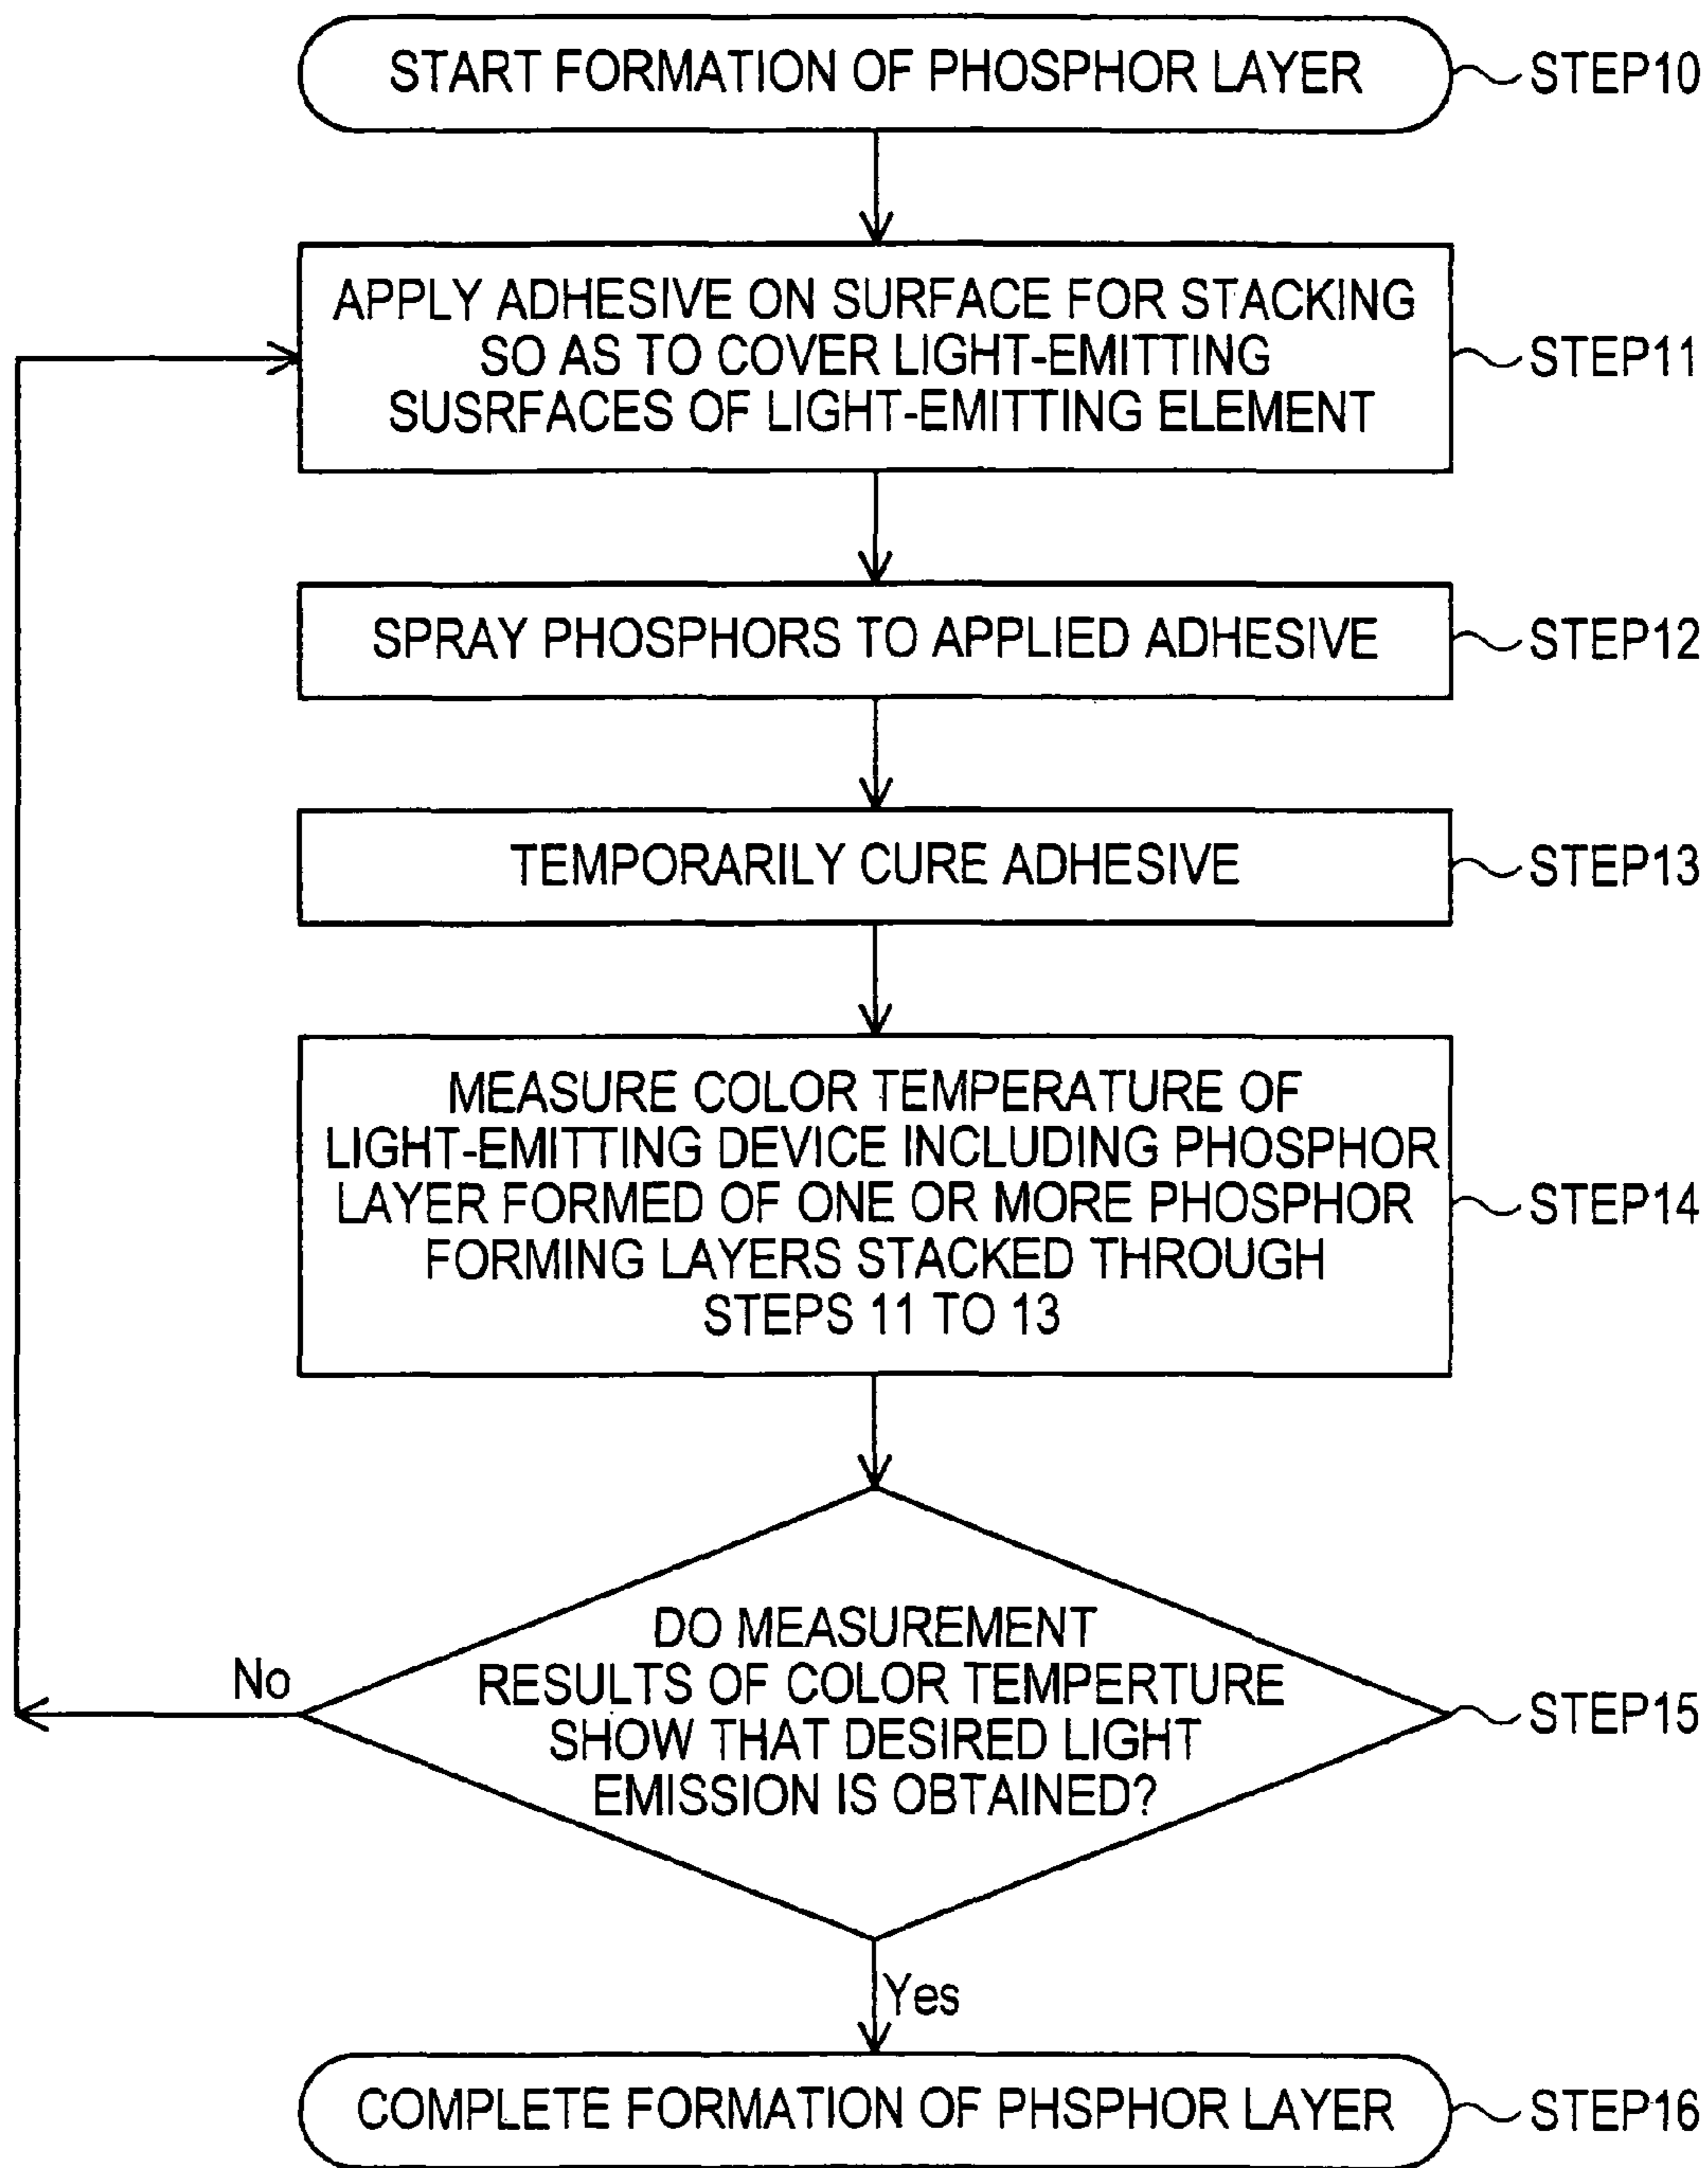 START FORMATION OF PHOSPHOR LAYER
STEP10
APPLY ADHESIVE ON SURFACE FOR STACKING
SO AS TO COVER LIGHT-EMITTING
SUSRFACES OF LIGHT-EMITTING ELEMENT
STEP11
SPRAY PHOSPHORS TO APPLIED ADHESIVE
STEP12
TEMPORARILY CURE ADHESIVE
STEP13
MEASURE COLOR TEMPERATURE OF
LIGHT-EMITTING DEVICE INCLUDING PHOSPHOR
LAYER FORMED OF ONE OR MORE PHOSPHOR
FORMING LAYERS STACKED THROUGH
STEPS 11 TO 13
STEP14
DO MEASUREMENT
RESULTS OF COLOR TEMPERTURE
SHOW THAT DESIRED LIGHT
EMISSION IS OBTAINED?
STEP15
No
Yes
COMPLETE FORMATION OF PHSPHOR LAYER
STEP16